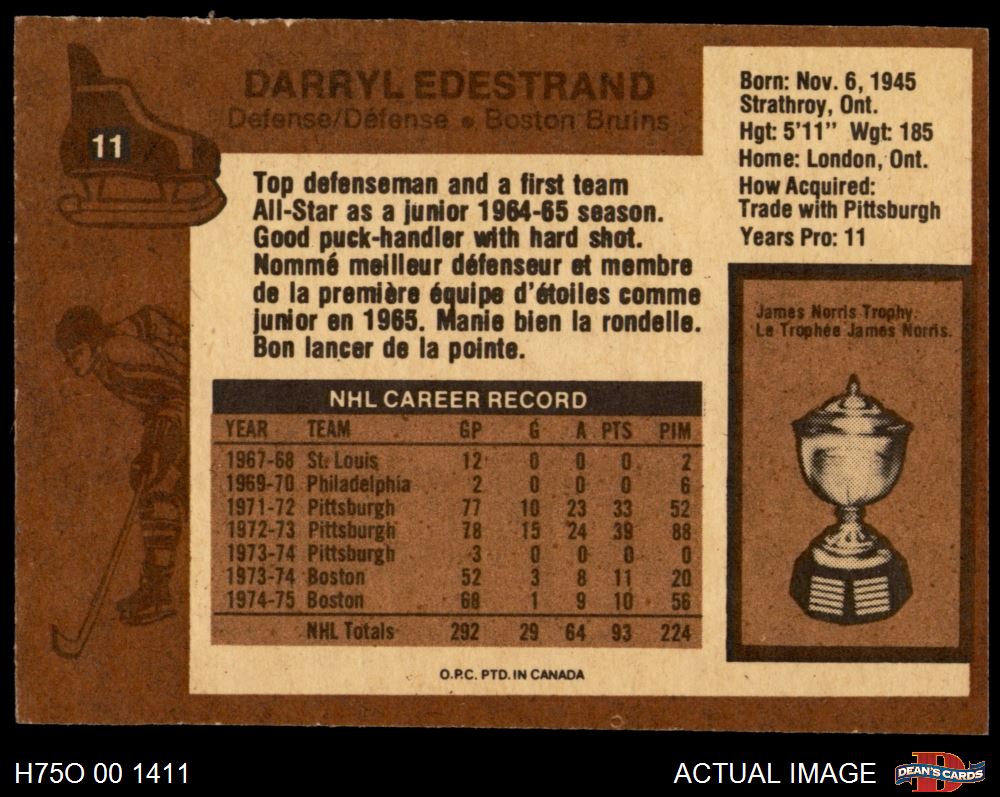 11
DARRYL EDESTRAND
Defense/Défense • Boston Bruins
Born: Nov. 6, 1945
Strathroy, Ont.
Hgt: 5'11" Wgt: 185
Home: London, Ont.
How Acquired:
Trade with Pittsburgh
Years Pro: 11
Top defenseman and a first team
All-Star as a junior 1964-65 season.
Good puck-handler with hard shot.
Nommé meilleur défenseur et membre
de la première équipe d'étoiles comme
junior en 1965. Manie bien la rondelle.
Bon lancer de la pointe.
James Norris Trophy.
Le Trophée James Norris.
NHL CAREER RECORD
YEAR TEAM GP G A PTS PIM
1967-68 St. Louis 12 0 0 0 2
1969-70 Philadelphia 2 0 0 0 6
1971-72 Pittsburgh 77 10 23 33 52
1972-73 Pittsburgh 78 15 24 39 88
1973-74 Pittsburgh 3 0 0 0 0
1973-74 Boston 52 3 8 11 20
1974-75 Boston 68 1 9 10 56
NHL Totals 292 29 64 93 224
O.P.C. PTD. IN CANADA
H75O 00 1411
ACTUAL IMAGE
D
DEAN'S CARDS